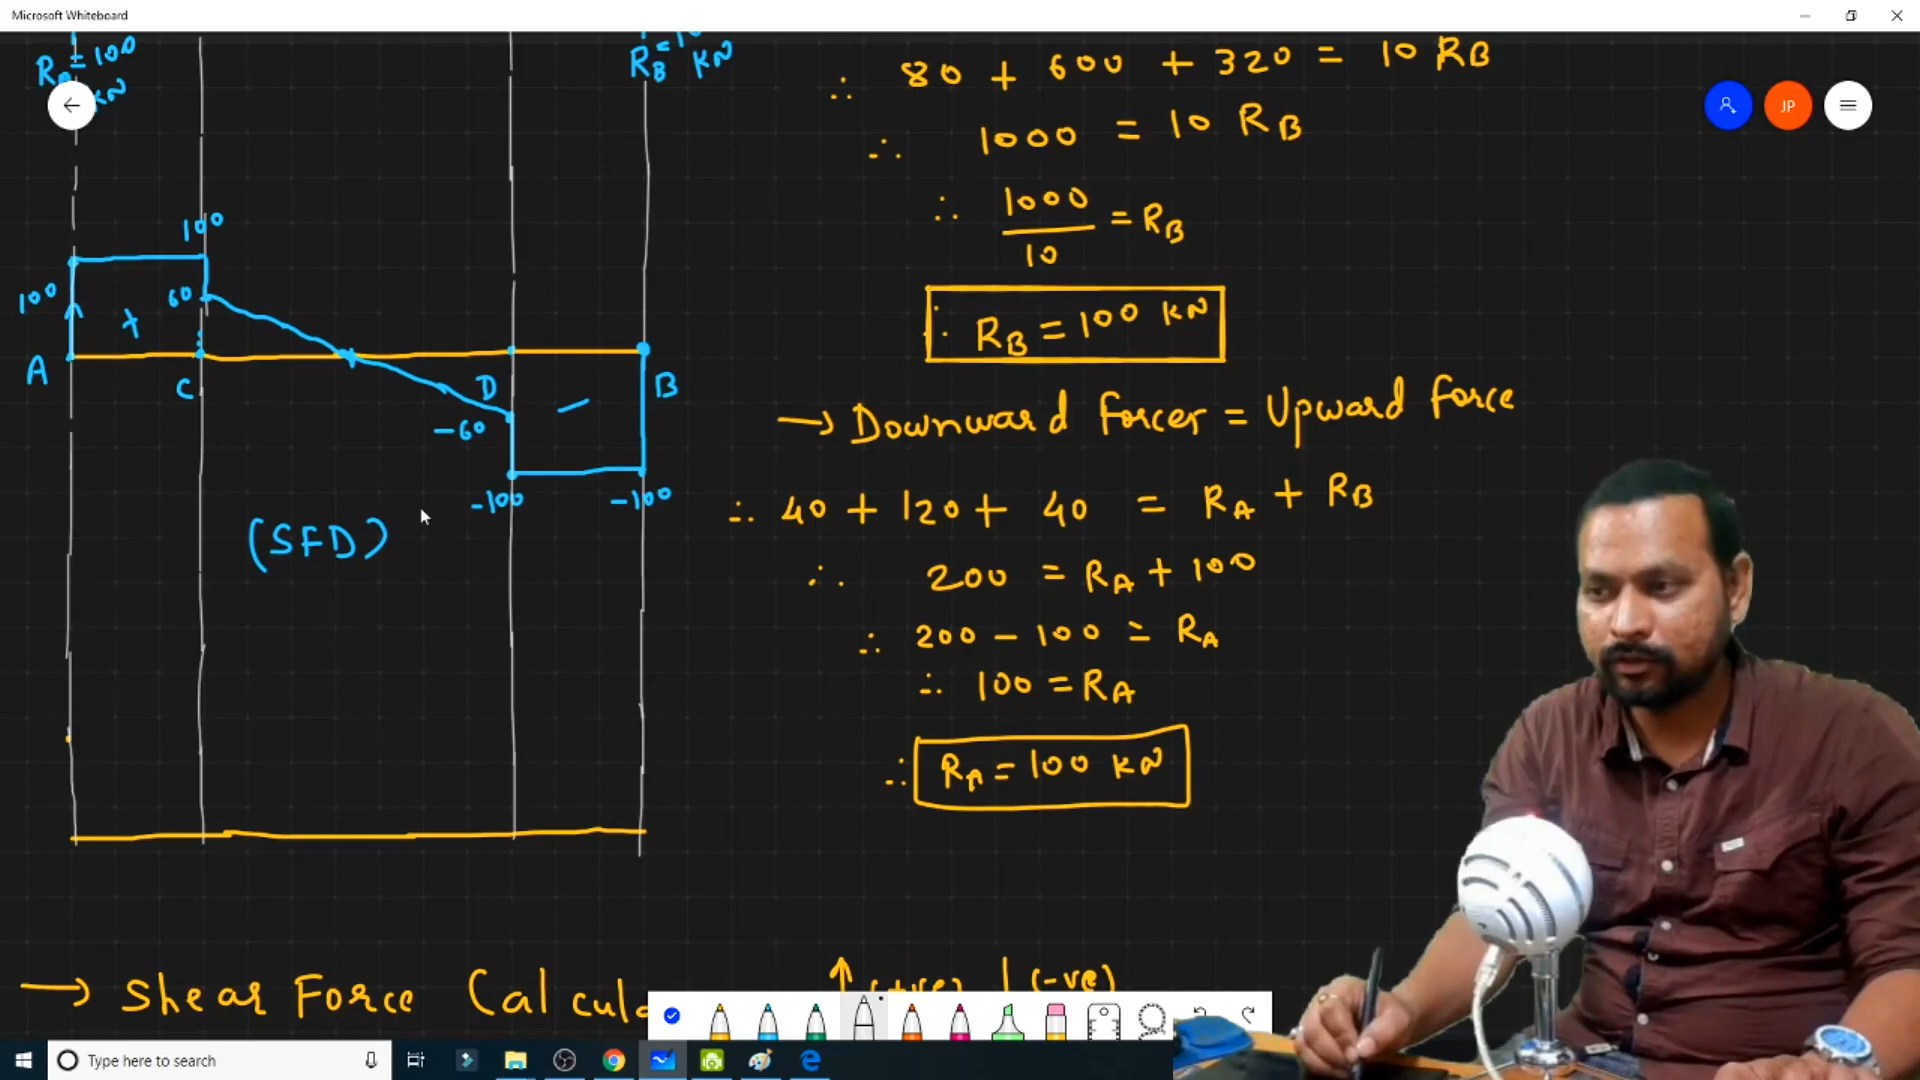 Microsoft Whiteboard
RA = 100 KN
RB = KN
100
100
60
+
A
C
D
B
-60
-
-100
-100
(SFD)
∴ 80 + 600 + 320 = 10 RB
∴ 1000 = 10 RB
∴ 1000/10 = RB
∴ RB = 100 KN
→ Downward forces = Upward force
∴ 40 + 120 + 40 = RA + RB
∴ 200 = RA + 100
∴ 200 - 100 = RA
∴ 100 = RA
∴ RA = 100 KN
→ Shear Force Calcula
↑ (+ve) | (-ve)
JP
Type here to search